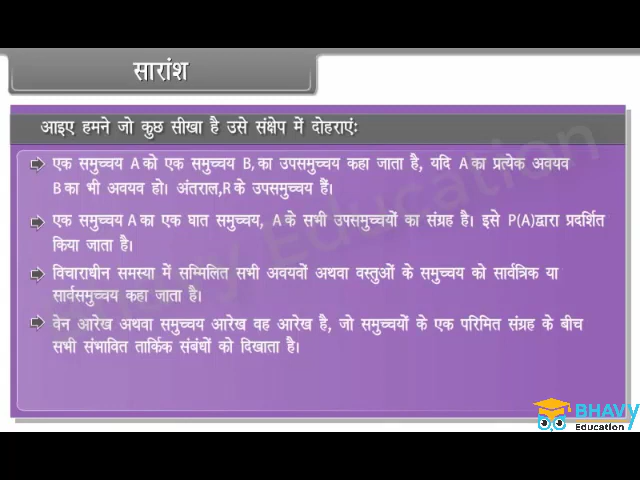 सारांश
आइए हमने जो कुछ सीखा है उसे संक्षेप में दोहराएंः
एक समुच्चय A को एक समुच्चय B, का उपसमुच्चय कहा जाता है, यदि A का प्रत्येक अवयव
B का भी अवयव हो। अंतराल,R के उपसमुच्चय हैं।
एक समुच्चय A का एक घात समुच्चय, A के सभी उपसमुच्चयों का संग्रह है। इसे P(A)द्वारा प्रदर्शित
किया जाता है।
विचाराधीन समस्या में सम्मिलित सभी अवयवों अथवा वस्तुओं के समुच्चय को सार्वत्रिक या
सार्वसमुच्चय कहा जाता है।
वेन आरेख अथवा समुच्चय आरेख वह आरेख है, जो समुच्चयों के एक परिमित संग्रह के बीच
सभी संभावित तार्किक संबंधों को दिखाता है।
BHAVY
Education